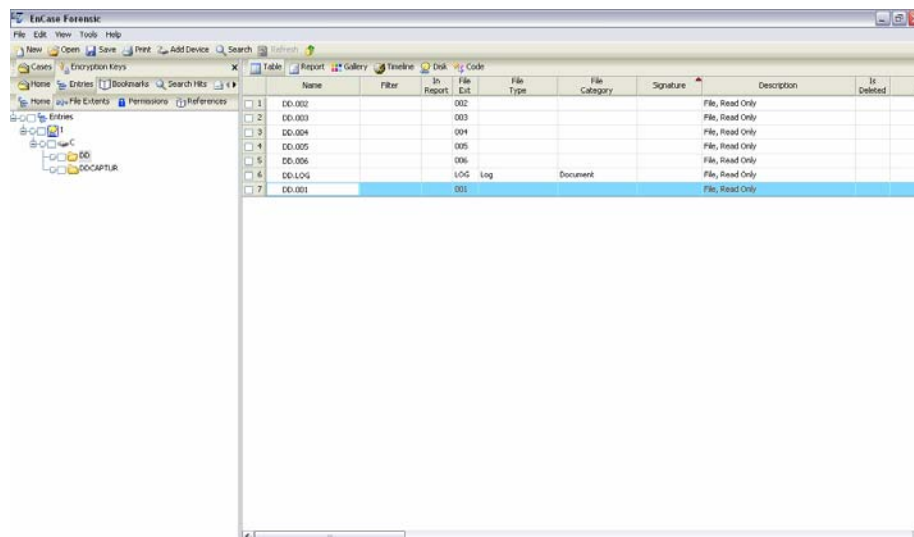 EnCase Forensic
File Edit View Tools Help
New Open Save Print Add Device Search Refresh
Cases Encryption Keys
Home Entries Bookmarks Search Hits
Home File Extents Permissions References
Entries
1
C
DD
DDCAPTUR
Table Report Gallery Timeline Disk Code
Name Filter In Report File Ext File Type File Category Signature Description Is Deleted
1 DD.002 002 File, Read Only
2 DD.003 003 File, Read Only
3 DD.004 004 File, Read Only
4 DD.005 005 File, Read Only
5 DD.006 006 File, Read Only
6 DD.LOG LOG Log Document File, Read Only
7 DD.001 001 File, Read Only